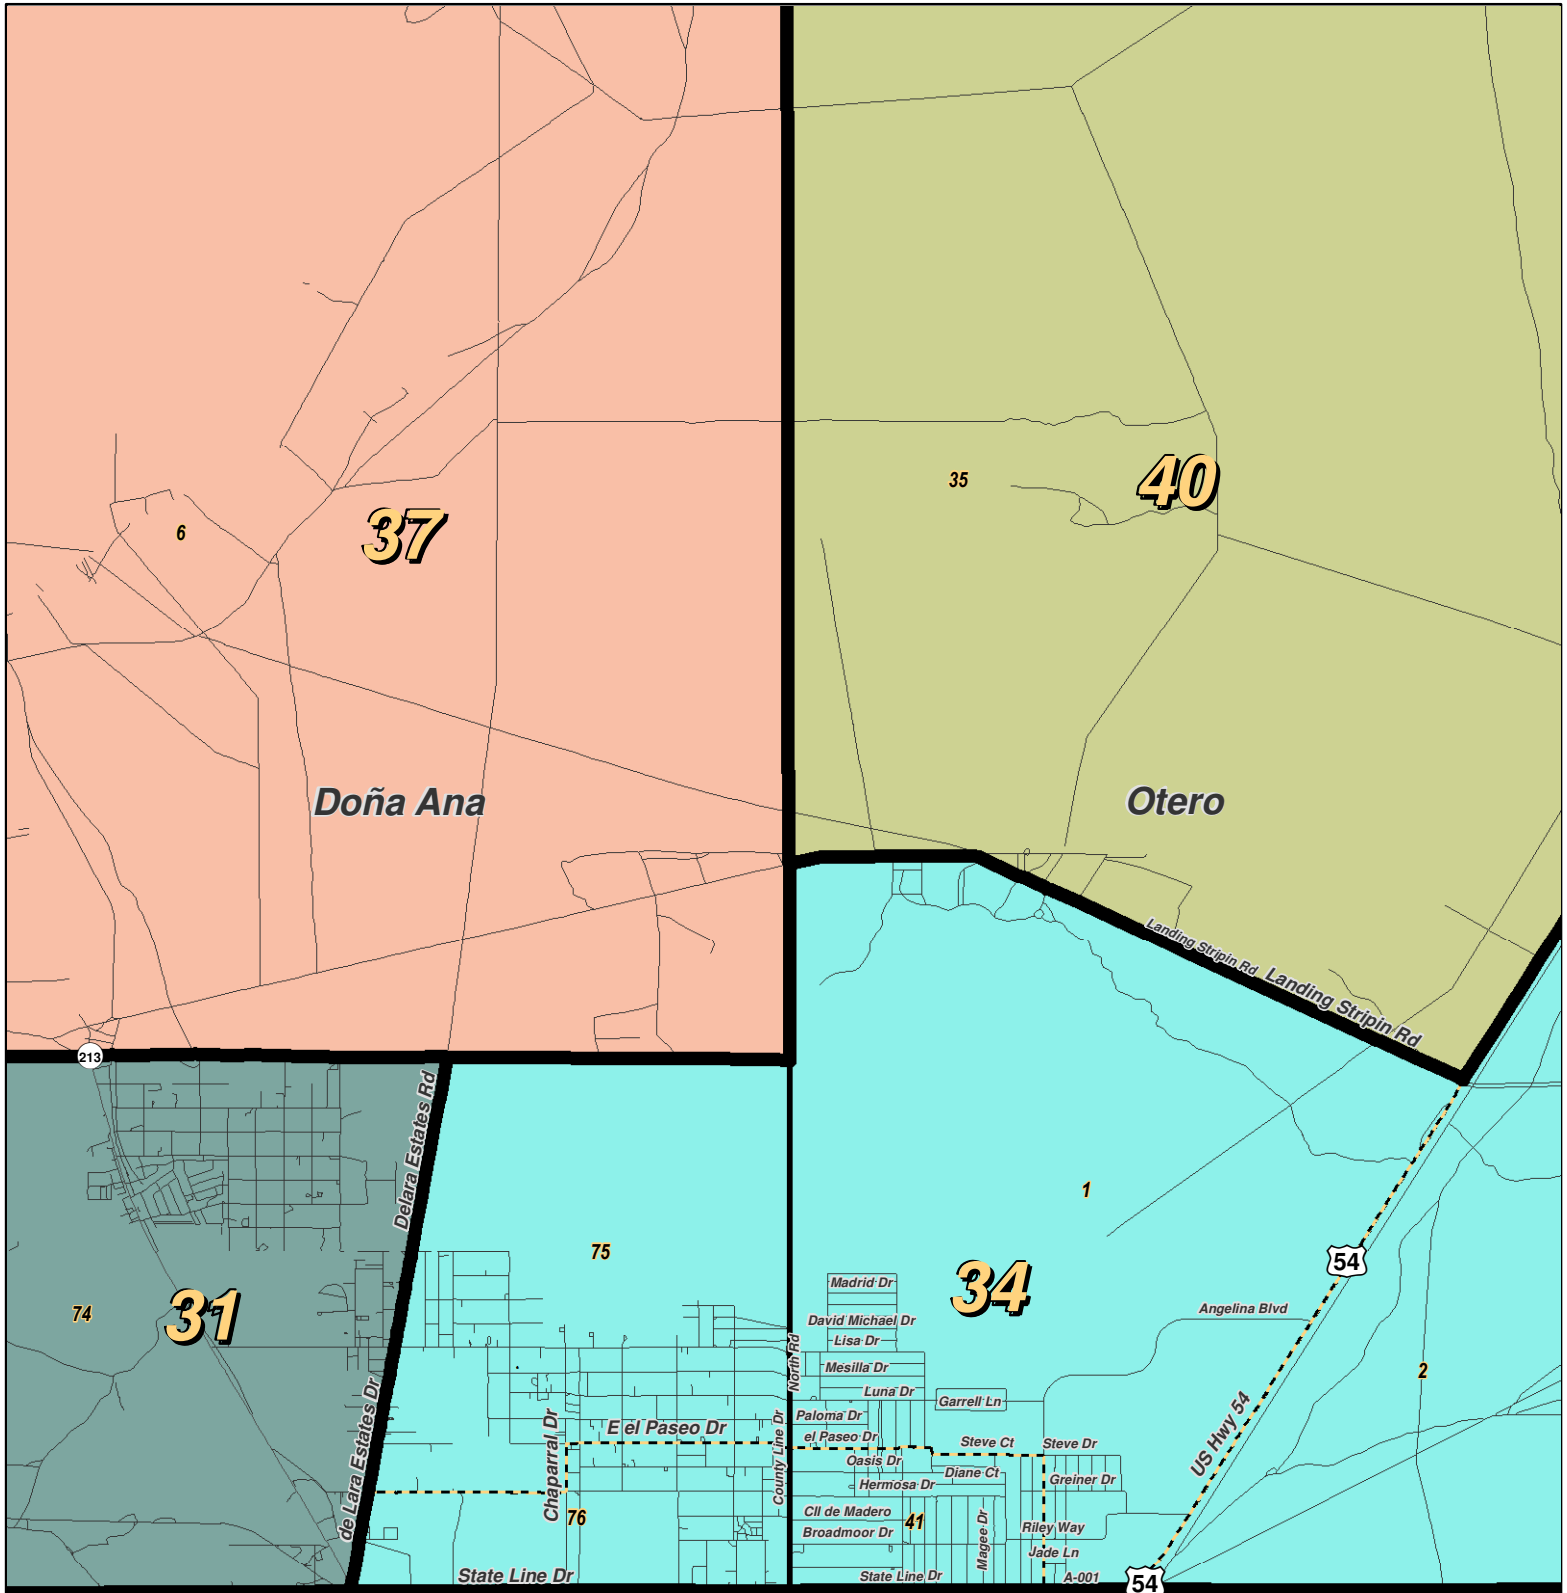 35
40
6
37
Doña Ana
Otero
Landing Stripin Rd
Landing Stripin Rd
213
Delara Estates Rd
1
75
54
34
74
31
Madrid Dr
Angelina Blvd
David Michael Dr
Lisa Dr
North Rd
Mesilla Dr
2
Luna Dr
Garrell Ln
de Lara Estates Dr
Chaparral Dr
E el Paseo Dr
County Line Dr
Paloma Dr
el Paseo Dr
Steve Ct
Steve Dr
US Hwy 54
Oasis Dr
Diane Ct
Hermosa Dr
Greiner Dr
76
Cll de Madero
41
Broadmoor Dr
Magee Dr
Riley Way
Jade Ln
State Line Dr
State Line Dr
A-001
54